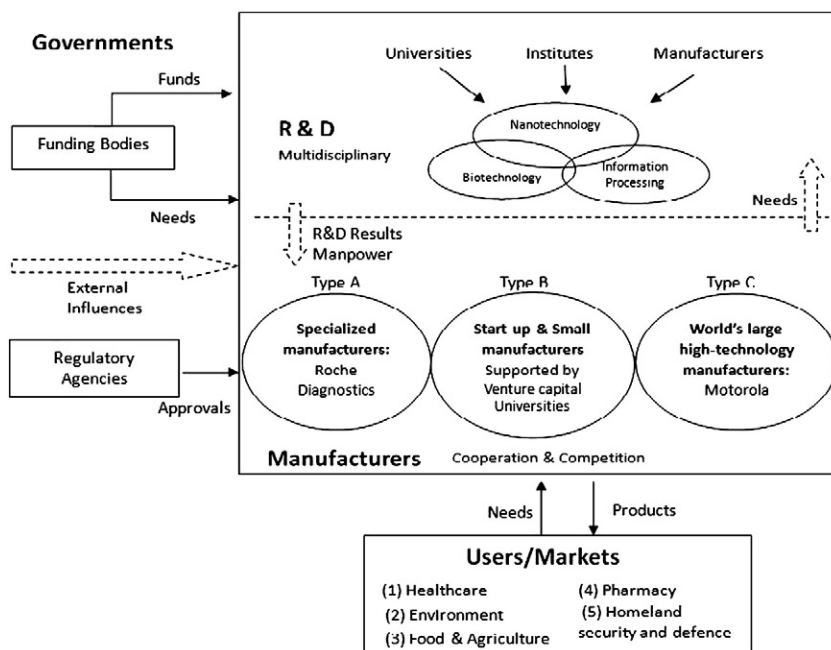 Governments
Funds
Funding Bodies
Needs
External
Influences
Regulatory
Agencies
Approvals
Universities
Institutes
Manufacturers
R & D
Multidisciplinary
Nanotechnology
Biotechnology
Information
Processing
Needs
R&D Results
Manpower
Type A
Type B
Type C
Specialized
manufacturers:
Roche
Diagnostics
Start up & Small
manufacturers
Supported by
Venture capital
Universities
World's large
high-technology
manufacturers:
Motorola
Manufacturers
Cooperation & Competition
Needs
Products
Users/Markets
(1) Healthcare
(2) Environment
(3) Food & Agriculture
(4) Pharmacy
(5) Homeland
security and defence